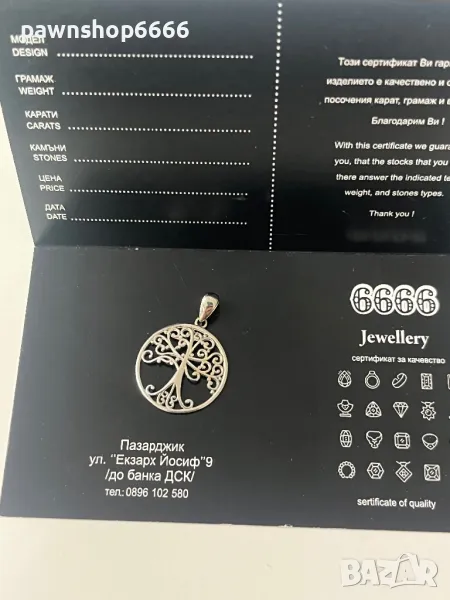 pawnshop6666
МОДЕЛ
DESIGN
ГРАМАЖ
WEIGHT
КАРАТИ
CARATS
КАМЪНИ
STONES
ЦЕНА
PRICE
ДАТА
DATE
Този сертификат Ви гар
изделието е качествено и о
посочения карат, грамаж и в
Благодарим Ви !
With this certificate we guara
you, that the stocks that you
there answer the indicated te
weight, and stones types.
Thank you !
6666
Jewellery
сертификат за качевство
sertificate of quality
Пазарджик
ул. "Екзарх Йосиф"9
/до банка ДСК/
тел.: 0896 102 580
BAZAR